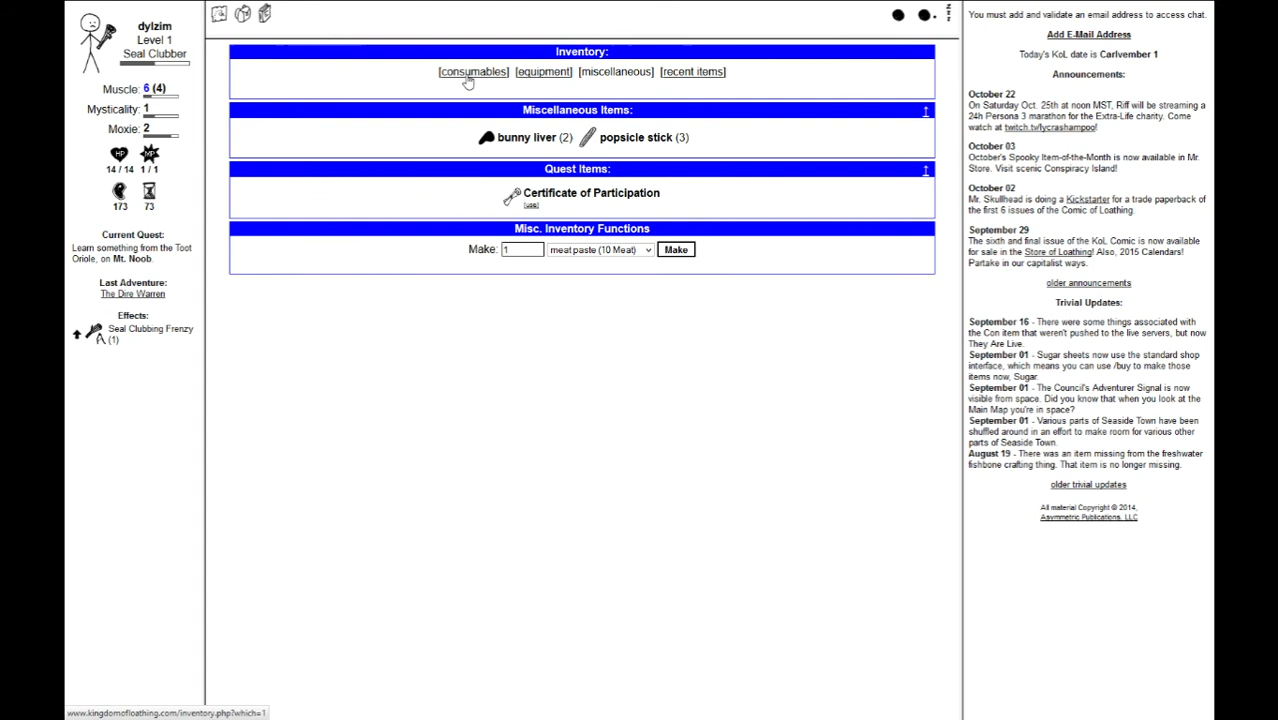 dylzim
Level 1
Seal Clubber
Muscle: 6 (4)
Mysticality: 1
Moxie: 2
HP MP
14 / 14 1 / 1
173 73
Current Quest:
Learn something from the Toot
Oriole, on Mt. Noob.
Last Adventure:
The Dire Warren
Effects:
Seal Clubbing Frenzy
(1)
Inventory:
[consumables] [equipment] [miscellaneous] [recent items]
Miscellaneous Items: ↑
bunny liver (2) popsicle stick (3)
Quest Items: ↑
Certificate of Participation
[use]
Misc. Inventory Functions
Make: 1 meat paste (10 Meat) Make
You must add and validate an email address to access chat.
Add E-Mail Address
Today's KoL date is Carlvember 1
Announcements:
October 22
On Saturday Oct. 25th at noon MST, Riff will be streaming a
24h Persona 3 marathon for the Extra-Life charity. Come
watch at twitch.tv/lycrashampoo!
October 03
October's Spooky Item-of-the-Month is now available in Mr.
Store. Visit scenic Conspiracy Island!
October 02
Mr. Skullhead is doing a Kickstarter for a trade paperback of
the first 6 issues of the Comic of Loathing.
September 29
The sixth and final issue of the KoL Comic is now available
for sale in the Store of Loathing! Also, 2015 Calendars!
Partake in our capitalist ways.
older announcements
Trivial Updates:
September 16 - There were some things associated with
the Con item that weren't pushed to the live servers, but now
They Are Live.
September 01 - Sugar sheets now use the standard shop
interface, which means you can use /buy to make those
items now, Sugar.
September 01 - The Council's Adventurer Signal is now
visible from space. Did you know that when you look at the
Main Map you're in space?
September 01 - Various parts of Seaside Town have been
shuffled around in an effort to make room for various other
parts of Seaside Town.
August 19 - There was an item missing from the freshwater
fishbone crafting thing. That item is no longer missing.
older trivial updates
All material Copyright © 2014,
Asymmetric Publications, LLC
www.kingdomofloathing.com/inventory.php?which=1